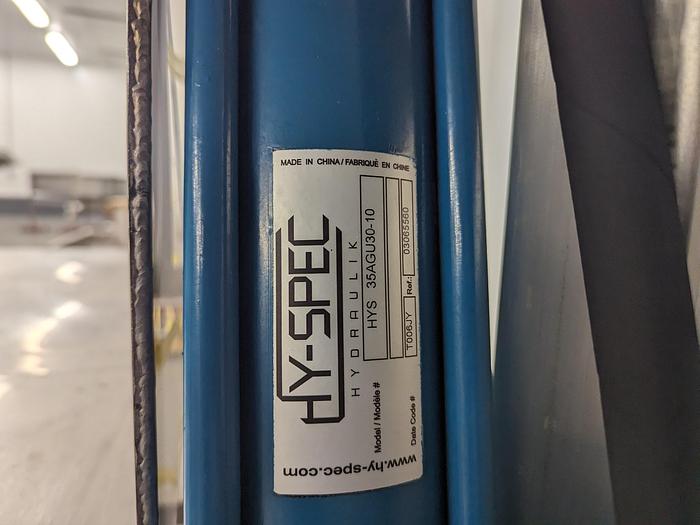 MADE IN CHINA/FABRIQUÉ EN CHINE
HY-SPEC
HYDRAULIK
Model / Modèle #
HYS 35AGU30-10
Date Code # T006JY Ref.: 03065560
www.hy-spec.com